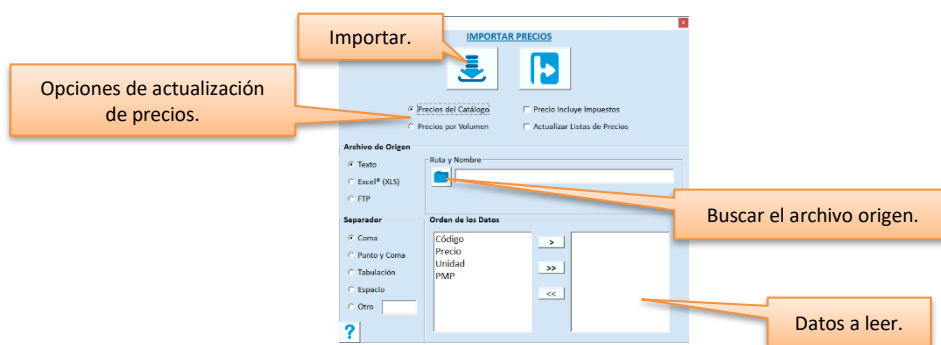 Importar.
IMPORTAR PRECIOS
Opciones de actualización
de precios.
Precios del Catálogo
Precio Incluye Impuestos
Precios por Volumen
Actualizar Listas de Precios
Archivo de Origen
Texto
Excel® (XLS)
FTP
Ruta y Nombre
Buscar el archivo origen.
Separador
Coma
Punto y Coma
Tabulación
Espacio
Otro
Orden de los Datos
Código
Precio
Unidad
PMP
>
>>
<<
Datos a leer.
?